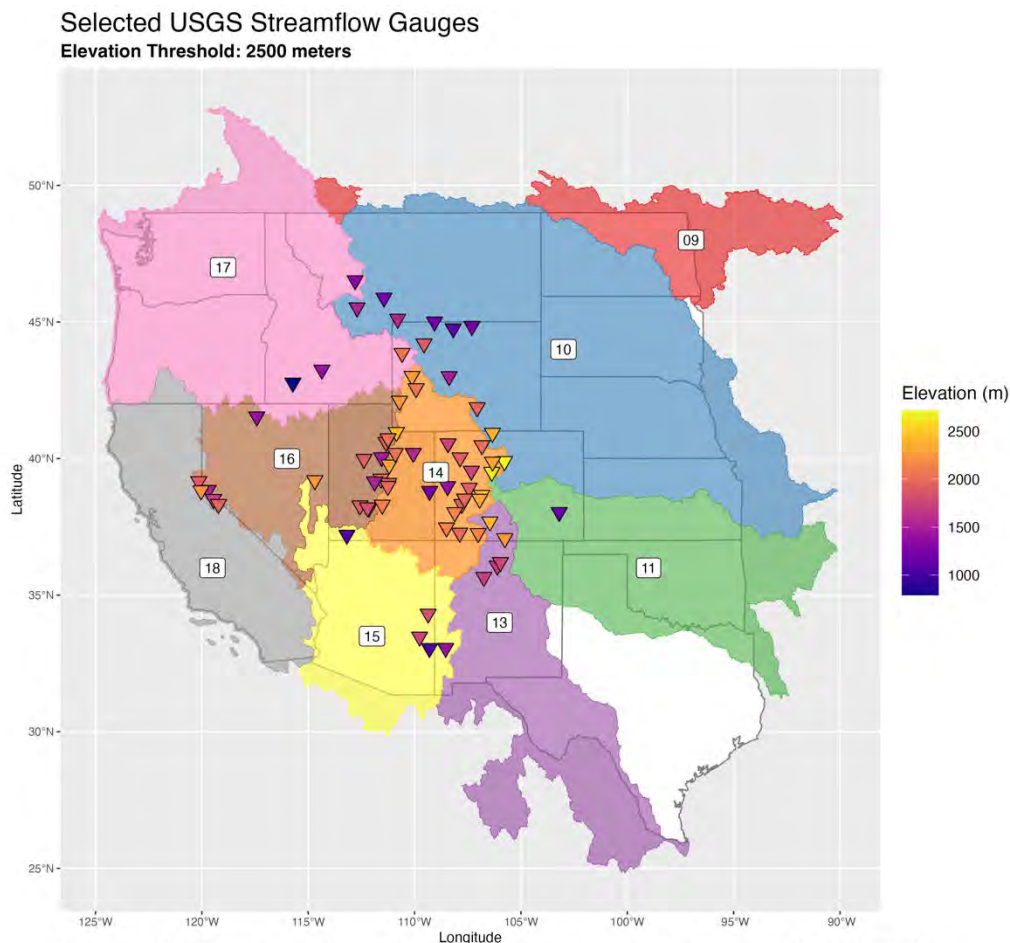 Selected USGS Streamflow Gauges
Elevation Threshold: 2500 meters
50°N
45°N
40°N
35°N
30°N
25°N
Latitude
09
17
10
16
14
18
11
15
13
Elevation (m)
2500
2000
1500
1000
125°W 120°W 115°W 110°W 105°W 100°W 95°W 90°W
Longitude